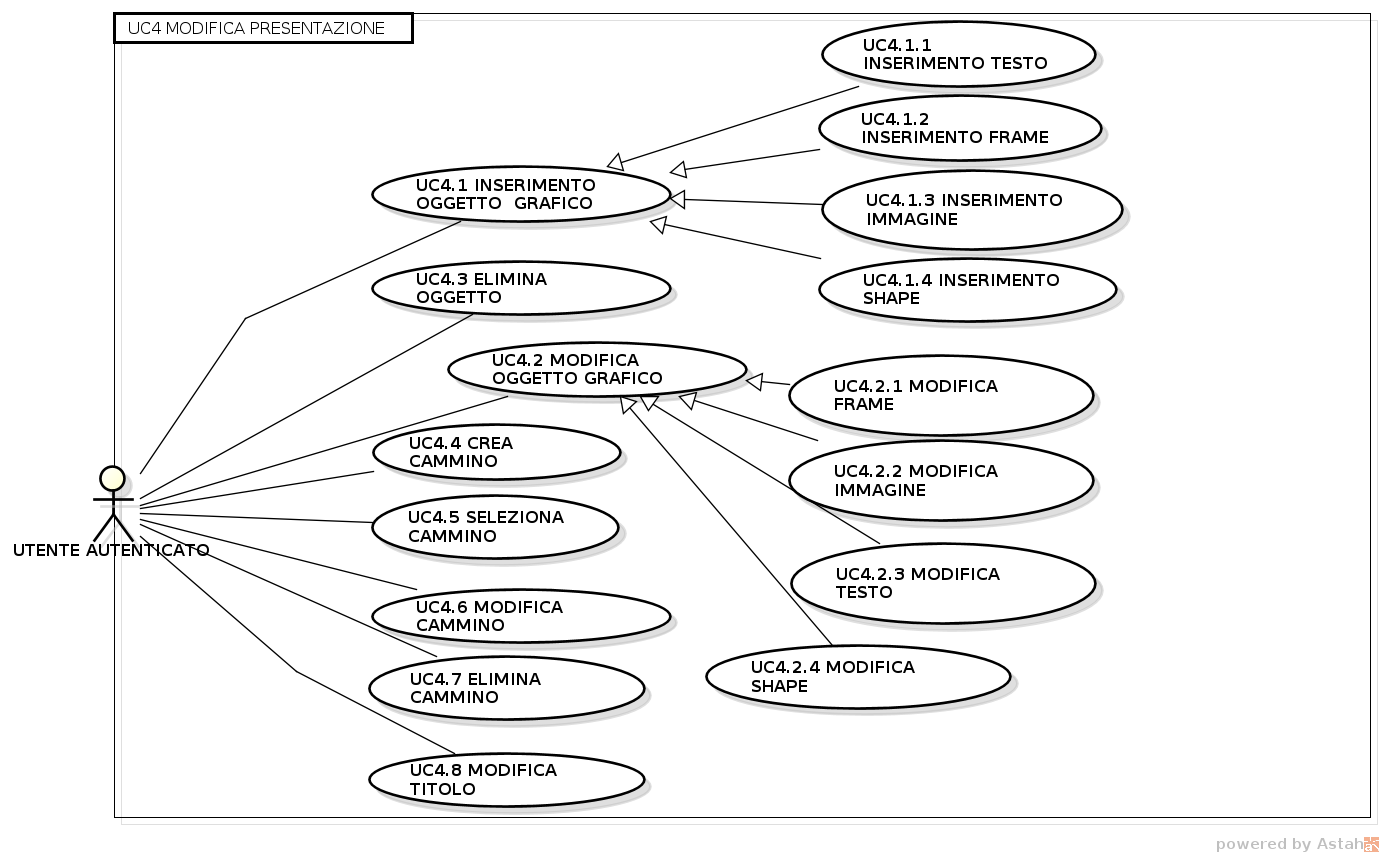 UC4 MODIFICA PRESENTAZIONE
UC4.1.1
INSERIMENTO TESTO
UC4.1.2
INSERIMENTO FRAME
UC4.1 INSERIMENTO
OGGETTO GRAFICO
UC4.1.3 INSERIMENTO
IMMAGINE
UC4.3 ELIMINA
OGGETTO
UC4.1.4 INSERIMENTO
SHAPE
UC4.2 MODIFICA
OGGETTO GRAFICO
UC4.2.1 MODIFICA
FRAME
UC4.4 CREA
CAMMINO
UC4.2.2 MODIFICA
IMMAGINE
UC4.5 SELEZIONA
CAMMINO
UTENTE AUTENTICATO
UC4.2.3 MODIFICA
TESTO
UC4.6 MODIFICA
CAMMINO
UC4.7 ELIMINA
CAMMINO
UC4.2.4 MODIFICA
SHAPE
UC4.8 MODIFICA
TITOLO
powered by Astah